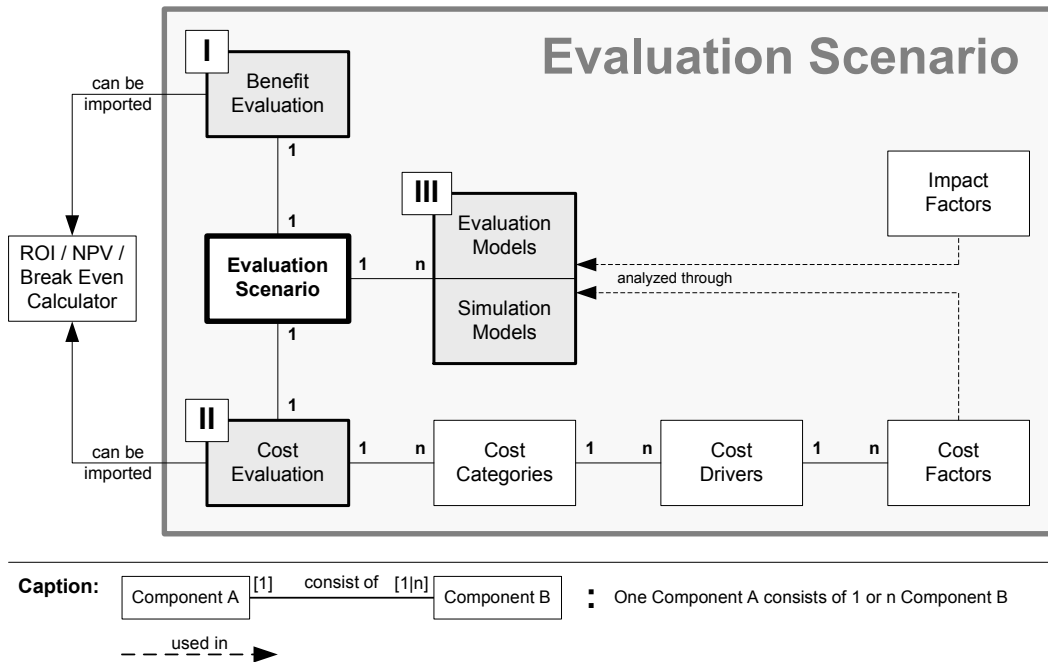 Evaluation Scenario
I
Benefit
Evaluation
can be
imported
1
1
III
Evaluation
Models
Simulation
Models
Impact
Factors
ROI / NPV /
Break Even
Calculator
Evaluation
Scenario
1
n
analyzed through
1
1
II
Cost
Evaluation
can be
imported
1
n
Cost
Categories
1
n
Cost
Drivers
1
n
Cost
Factors
Caption:
Component A
[1]
consist of
[1|n]
Component B
: One Component A consists of 1 or n Component B
used in